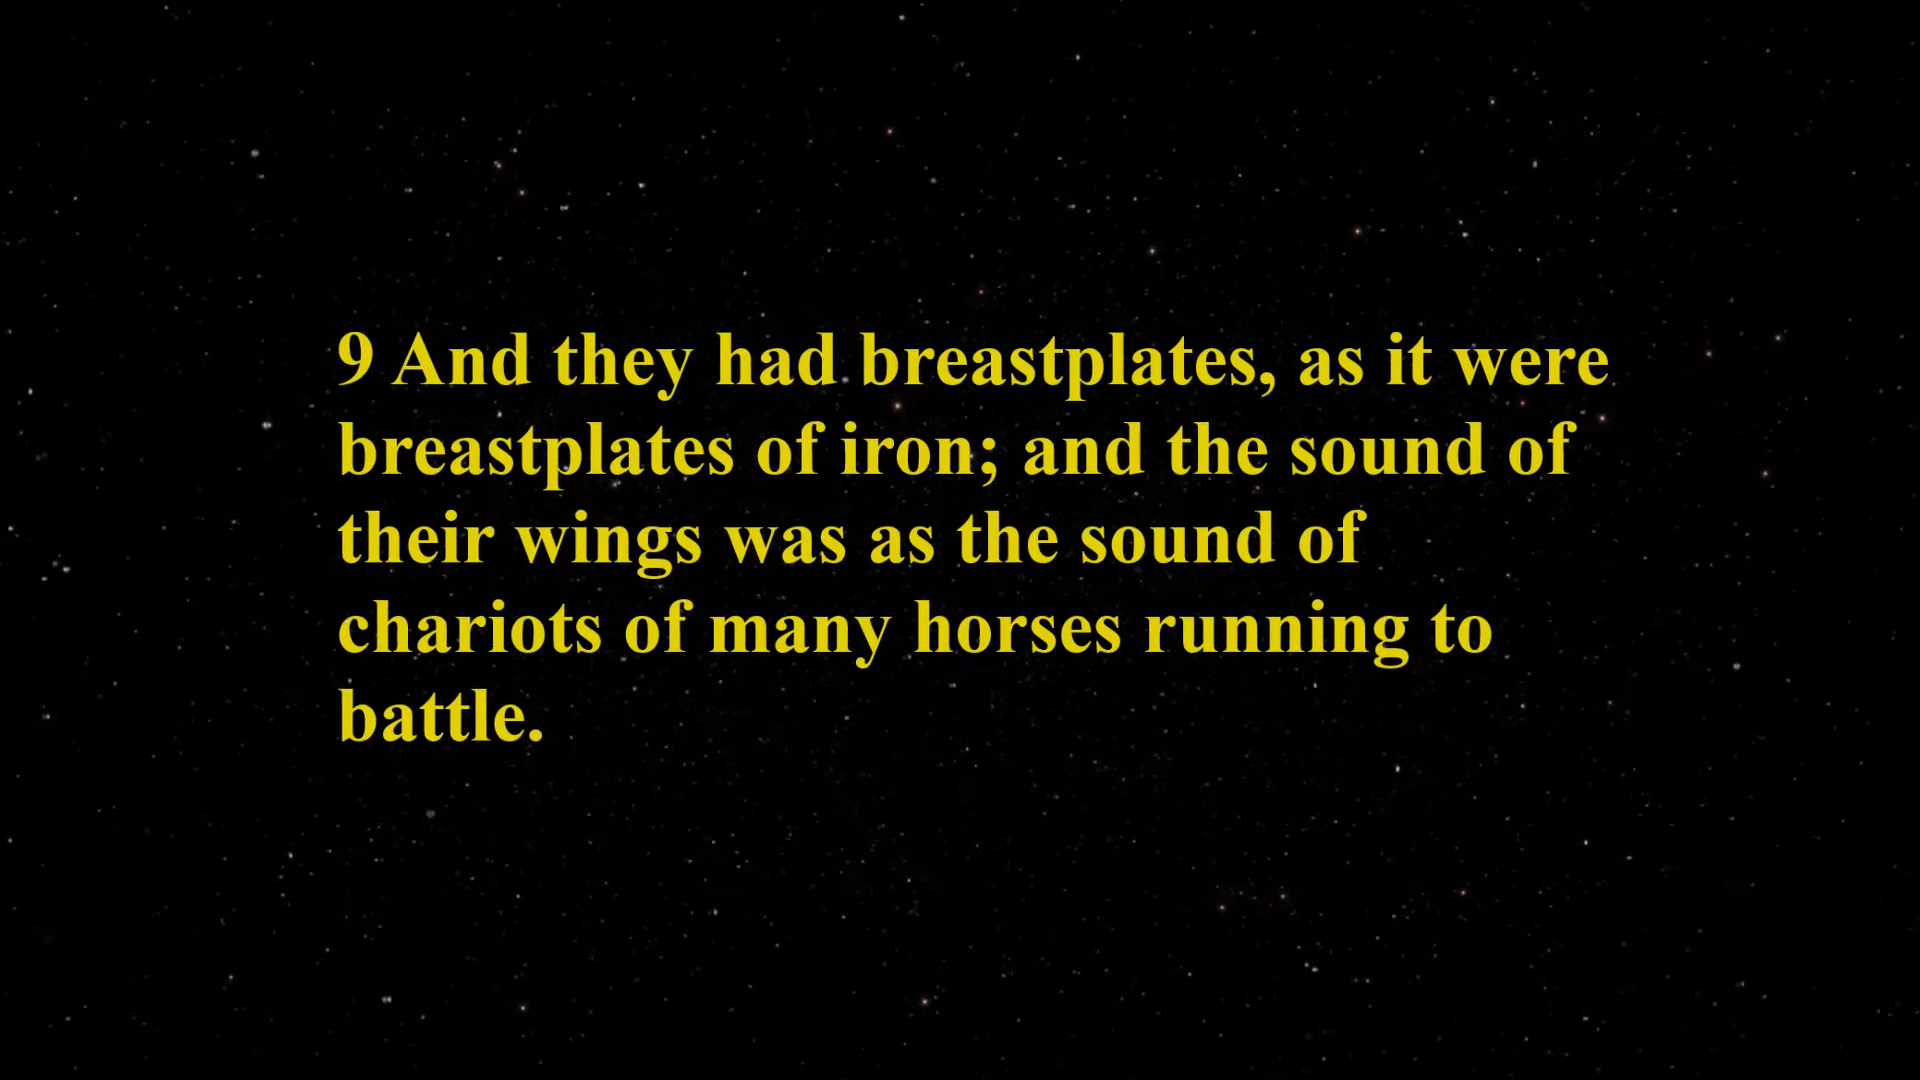 9 And they had breastplates, as it were
breastplates of iron; and the sound of
their wings was as the sound of
chariots of many horses running to
battle.